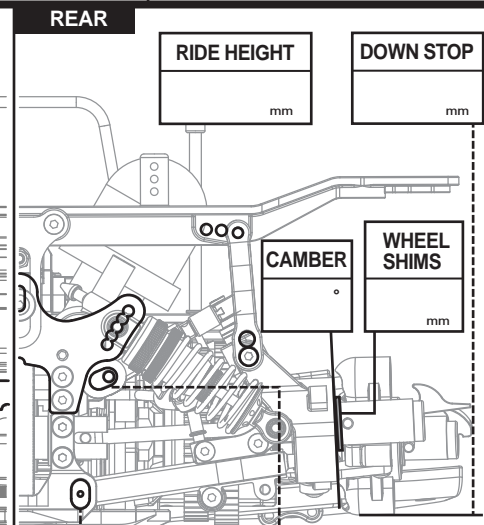 REAR
RIDE HEIGHT
mm
DOWN STOP
mm
CAMBER
°
WHEEL
SHIMS
mm